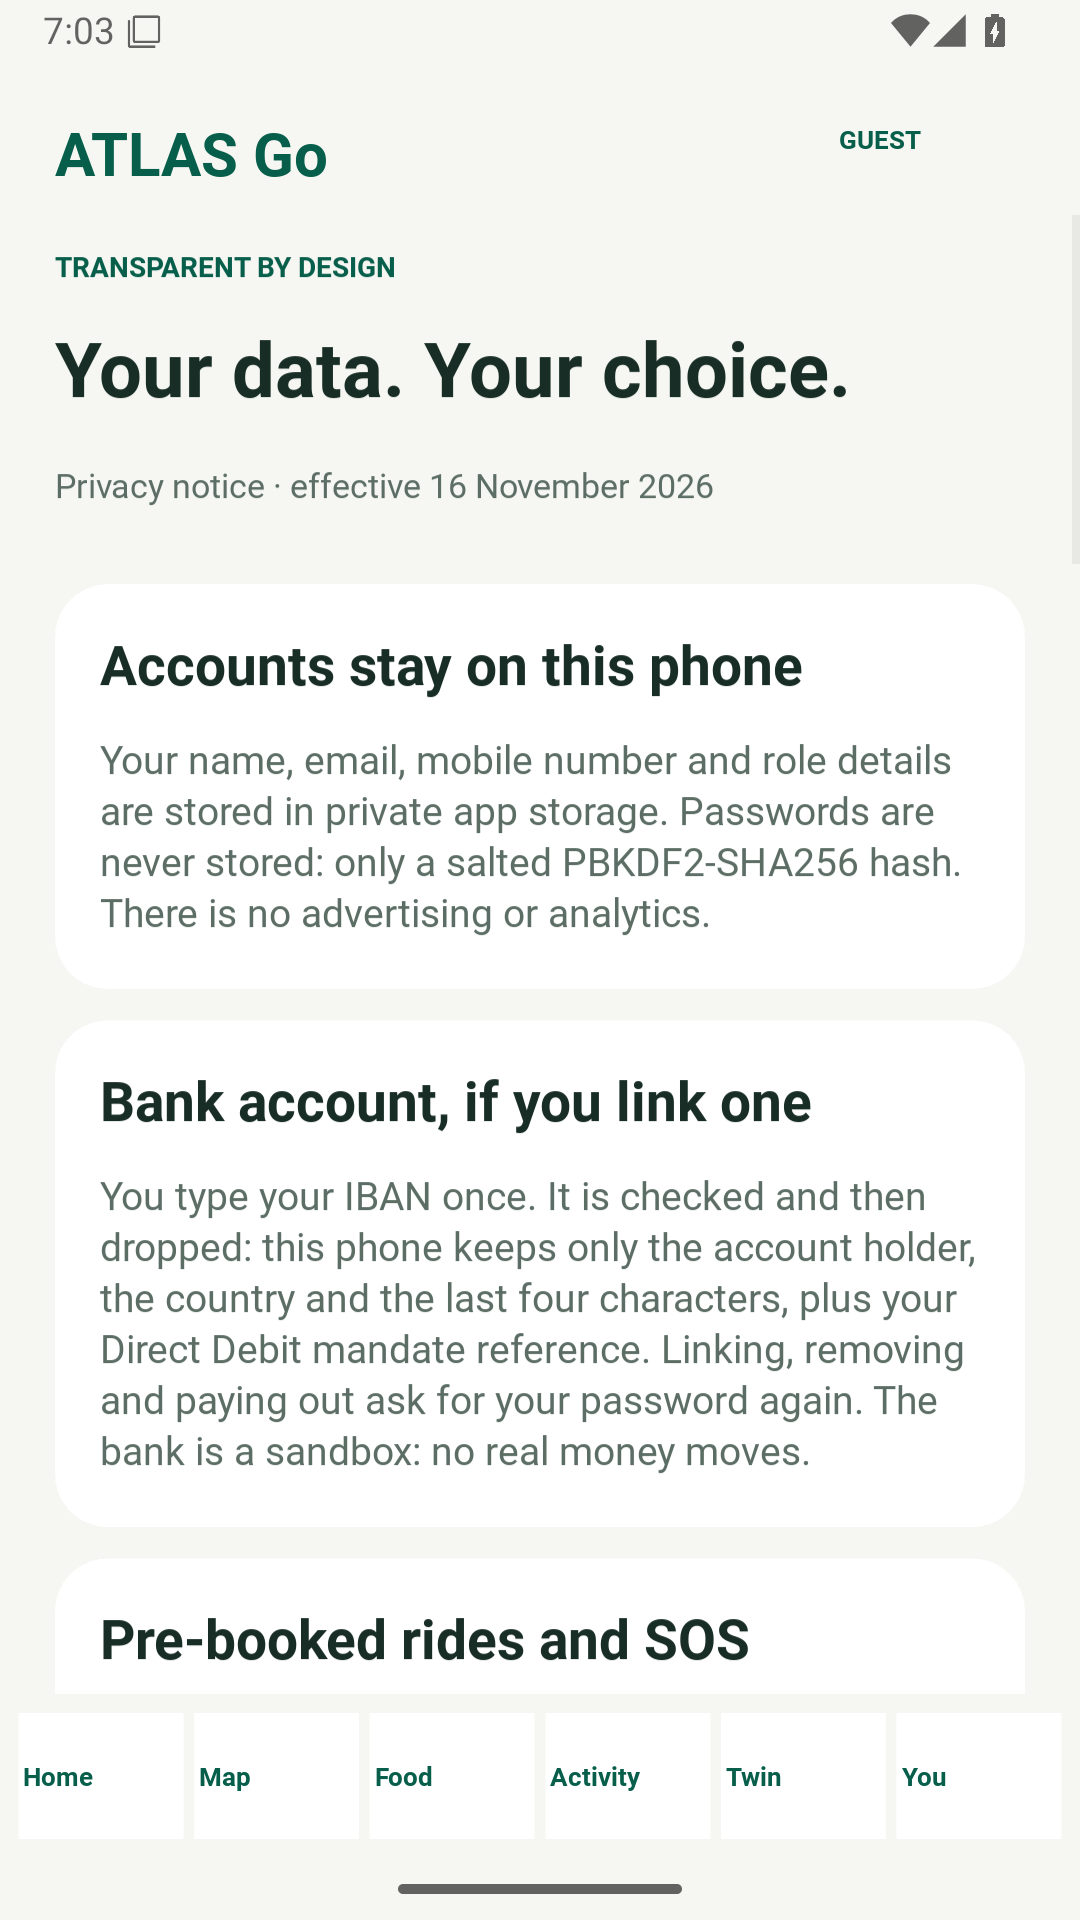 7:03
ATLAS Go
GUEST
TRANSPARENT BY DESIGN
Your data. Your choice.
Privacy notice · effective 16 November 2026
Accounts stay on this phone
Your name, email, mobile number and role details
are stored in private app storage. Passwords are
never stored: only a salted PBKDF2-SHA256 hash.
There is no advertising or analytics.
Bank account, if you link one
You type your IBAN once. It is checked and then
dropped: this phone keeps only the account holder,
the country and the last four characters, plus your
Direct Debit mandate reference. Linking, removing
and paying out ask for your password again. The
bank is a sandbox: no real money moves.
Pre-booked rides and SOS
Home
Map
Food
Activity
Twin
You